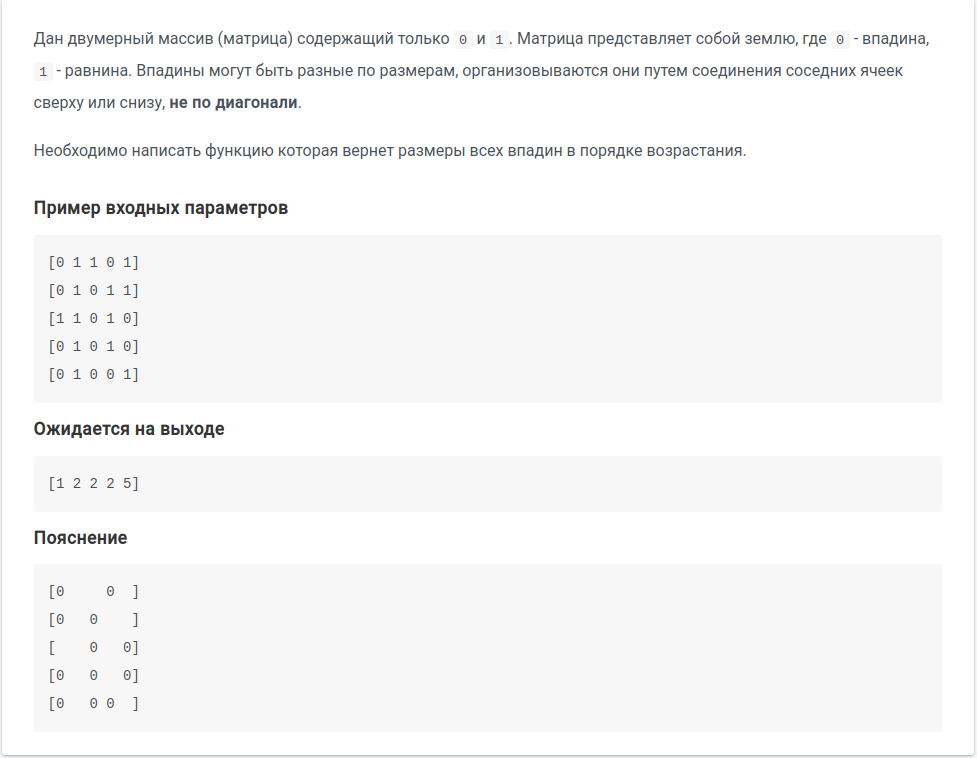 Дан двумерный массив (матрица) содержащий только 0 и 1. Матрица представляет собой землю, где 0 - впадина,
1 - равнина. Впадины могут быть разные по размерам, организовываются они путем соединения соседних ячеек
сверху или снизу, не по диагонали.
Необходимо написать функцию которая вернет размеры всех впадин в порядке возрастания.
Пример входных параметров
[0 1 1 0 1]
[0 1 0 1 1]
[1 1 0 1 0]
[0 1 0 1 0]
[0 1 0 0 1]
Ожидается на выходе
[1 2 2 2 5]
Пояснение
[0     0  ]
[0   0    ]
[    0   0]
[0   0   0]
[0   0 0  ]